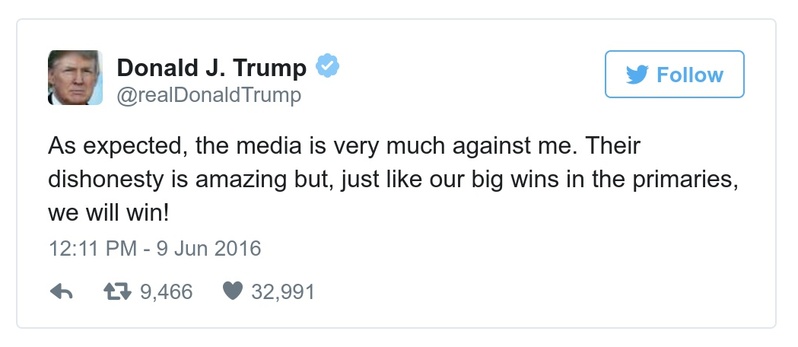 Donald J. Trump
Follow
@realDonaldTrump
As expected, the media is very much against me. Their
dishonesty is amazing but, just like our big wins in the primaries,
we will win!
12:11 PM - 9 Jun 2016
9,466 32,991